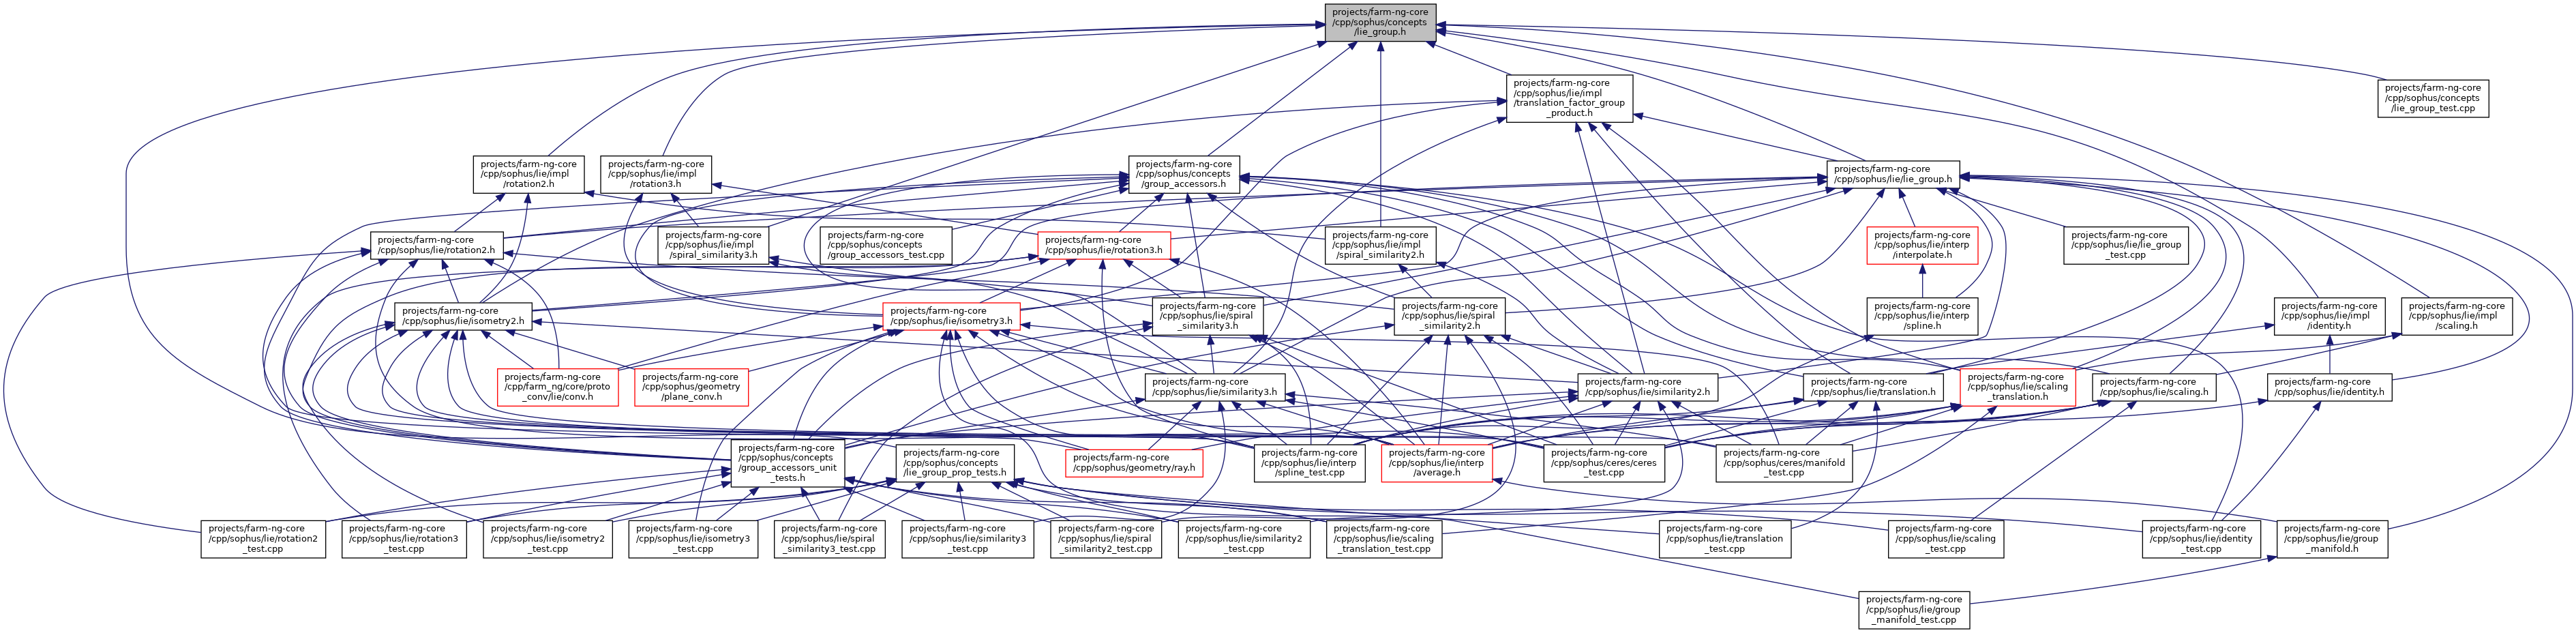 projects/farm-ng-core
/cpp/sophus/concepts
/lie_group.h
projects/farm-ng-core
/cpp/sophus/lie/impl
/translation_factor_group
_product.h
projects/farm-ng-core
/cpp/sophus/concepts
/lie_group_test.cpp
projects/farm-ng-core
/cpp/sophus/lie/impl
/rotation2.h
projects/farm-ng-core
/cpp/sophus/lie/impl
/rotation3.h
projects/farm-ng-core
/cpp/sophus/concepts
/group_accessors.h
projects/farm-ng-core
/cpp/sophus/lie/lie_group.h
projects/farm-ng-core
/cpp/sophus/lie/rotation2.h
projects/farm-ng-core
/cpp/sophus/lie/impl
/spiral_similarity3.h
projects/farm-ng-core
/cpp/sophus/concepts
/group_accessors_test.cpp
projects/farm-ng-core
/cpp/sophus/lie/rotation3.h
projects/farm-ng-core
/cpp/sophus/lie/impl
/spiral_similarity2.h
projects/farm-ng-core
/cpp/sophus/lie/interp
/interpolate.h
projects/farm-ng-core
/cpp/sophus/lie/lie_group
_test.cpp
projects/farm-ng-core
/cpp/sophus/lie/isometry2.h
projects/farm-ng-core
/cpp/sophus/lie/isometry3.h
projects/farm-ng-core
/cpp/sophus/lie/spiral
_similarity3.h
projects/farm-ng-core
/cpp/sophus/lie/spiral
_similarity2.h
projects/farm-ng-core
/cpp/sophus/lie/interp
/spline.h
projects/farm-ng-core
/cpp/sophus/lie/impl
/identity.h
projects/farm-ng-core
/cpp/sophus/lie/impl
/scaling.h
projects/farm-ng-core
/cpp/farm_ng/core/proto
_conv/lie/conv.h
projects/farm-ng-core
/cpp/sophus/geometry
/plane_conv.h
projects/farm-ng-core
/cpp/sophus/lie/similarity3.h
projects/farm-ng-core
/cpp/sophus/lie/similarity2.h
projects/farm-ng-core
/cpp/sophus/lie/translation.h
projects/farm-ng-core
/cpp/sophus/lie/scaling
_translation.h
projects/farm-ng-core
/cpp/sophus/lie/scaling.h
projects/farm-ng-core
/cpp/sophus/lie/identity.h
projects/farm-ng-core
/cpp/sophus/concepts
/group_accessors_unit
_tests.h
projects/farm-ng-core
/cpp/sophus/concepts
/lie_group_prop_tests.h
projects/farm-ng-core
/cpp/sophus/geometry/ray.h
projects/farm-ng-core
/cpp/sophus/lie/interp
/spline_test.cpp
projects/farm-ng-core
/cpp/sophus/lie/interp
/average.h
projects/farm-ng-core
/cpp/sophus/ceres/ceres
_test.cpp
projects/farm-ng-core
/cpp/sophus/ceres/manifold
_test.cpp
projects/farm-ng-core
/cpp/sophus/lie/rotation2
_test.cpp
projects/farm-ng-core
/cpp/sophus/lie/rotation3
_test.cpp
projects/farm-ng-core
/cpp/sophus/lie/isometry2
_test.cpp
projects/farm-ng-core
/cpp/sophus/lie/isometry3
_test.cpp
projects/farm-ng-core
/cpp/sophus/lie/spiral
_similarity3_test.cpp
projects/farm-ng-core
/cpp/sophus/lie/similarity3
_test.cpp
projects/farm-ng-core
/cpp/sophus/lie/spiral
_similarity2_test.cpp
projects/farm-ng-core
/cpp/sophus/lie/similarity2
_test.cpp
projects/farm-ng-core
/cpp/sophus/lie/scaling
_translation_test.cpp
projects/farm-ng-core
/cpp/sophus/lie/translation
_test.cpp
projects/farm-ng-core
/cpp/sophus/lie/scaling
_test.cpp
projects/farm-ng-core
/cpp/sophus/lie/identity
_test.cpp
projects/farm-ng-core
/cpp/sophus/lie/group
_manifold.h
projects/farm-ng-core
/cpp/sophus/lie/group
_manifold_test.cpp